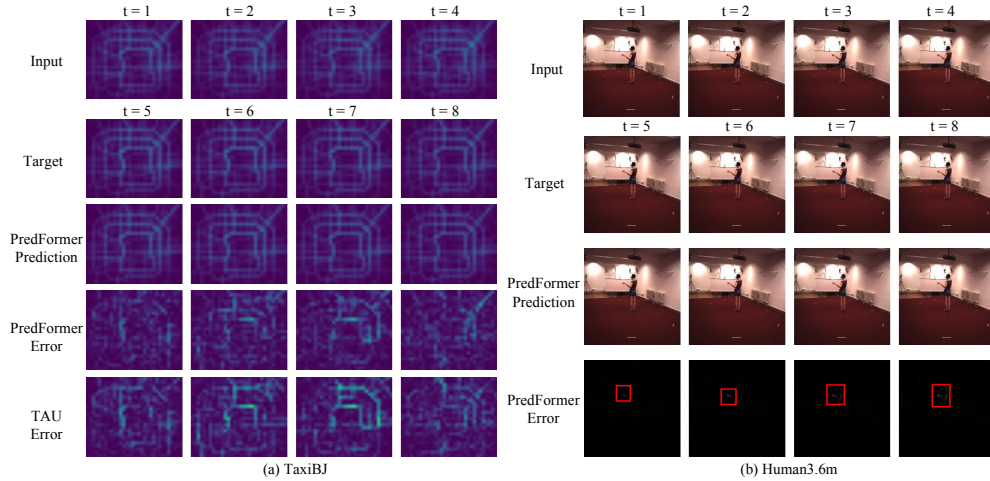 t = 1 t = 2 t = 3 t = 4
Input
t = 5 t = 6 t = 7 t = 8
Target
PredFormer
Prediction
PredFormer
Error
TAU
Error
(a) TaxiBJ
t = 1 t = 2 t = 3 t = 4
Input
t = 5 t = 6 t = 7 t = 8
Target
PredFormer
Prediction
PredFormer
Error
(b) Human3.6m